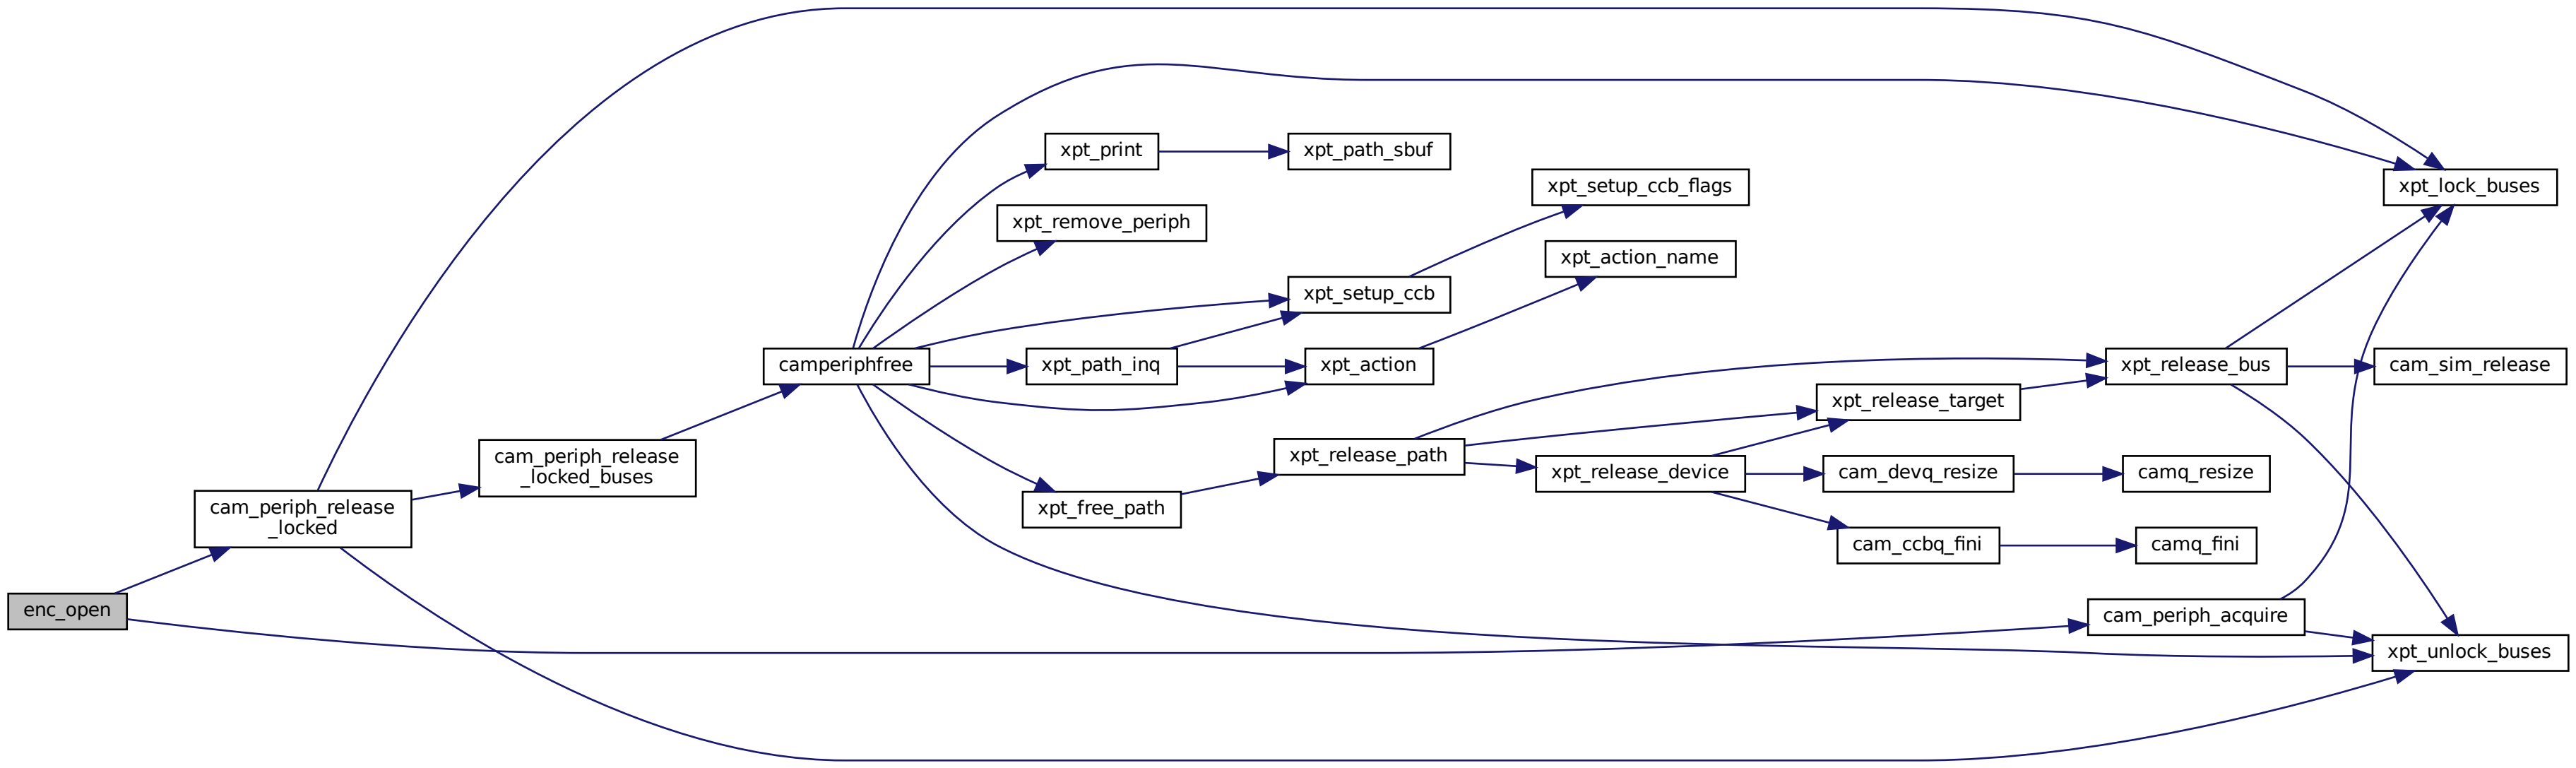 xpt_print
xpt_path_sbuf
xpt_setup_ccb_flags
xpt_lock_buses
xpt_remove_periph
xpt_action_name
xpt_setup_ccb
camperiphfree
xpt_path_inq
xpt_action
xpt_release_bus
cam_sim_release
xpt_release_target
cam_periph_release
_locked_buses
xpt_release_path
xpt_release_device
cam_devq_resize
camq_resize
cam_periph_release
_locked
xpt_free_path
cam_ccbq_fini
camq_fini
enc_open
cam_periph_acquire
xpt_unlock_buses